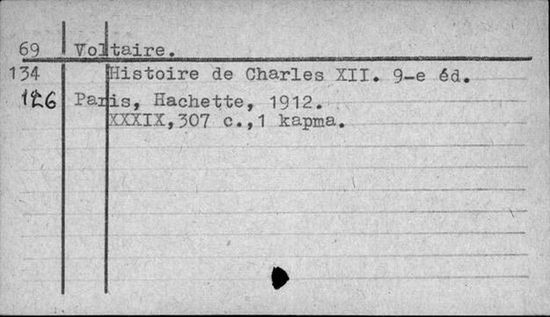 69 Voltaire.
134 Histoire de Charles XII. 9-e éd.
126 Paris, Hachette, 1912.
XXXIX,307 с.,1 карта.